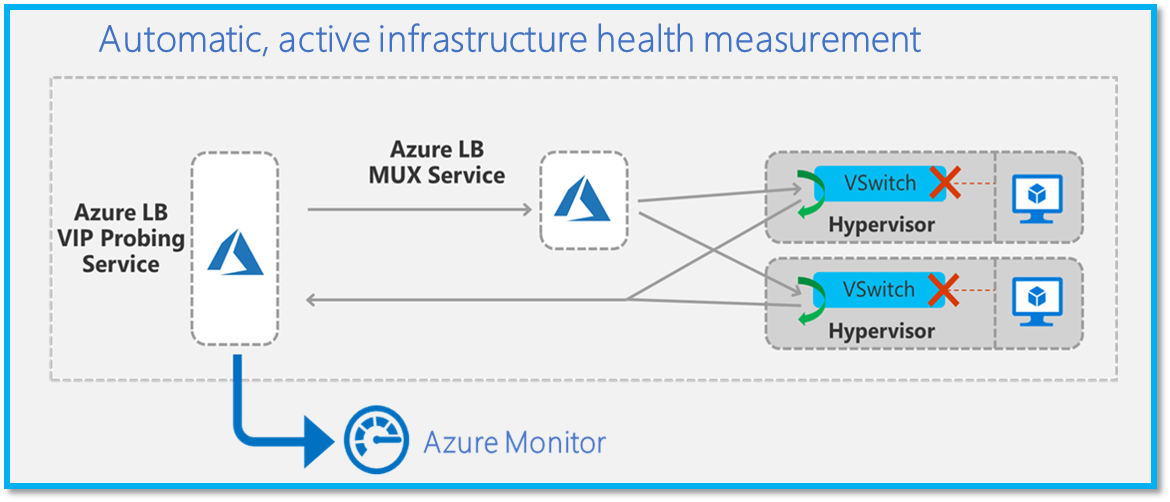 Automatic, active infrastructure health measurement
Azure LB
MUX Service
Azure LB
VIP Probing
Service
VSwitch
Hypervisor
VSwitch
Hypervisor
Azure Monitor